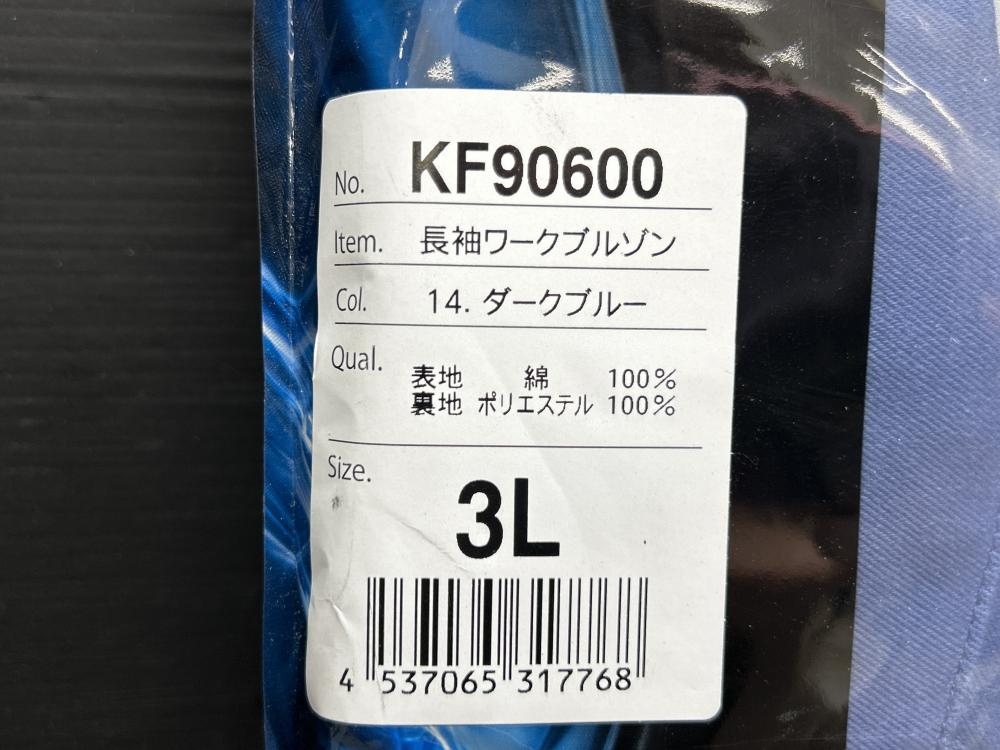 No. KF90600
Item. 長袖ワークブルゾン
Col. 14. ダークブルー
Qual.
表地 綿 100%
裏地 ポリエステル 100%
Size.
3L
4 537065 317768